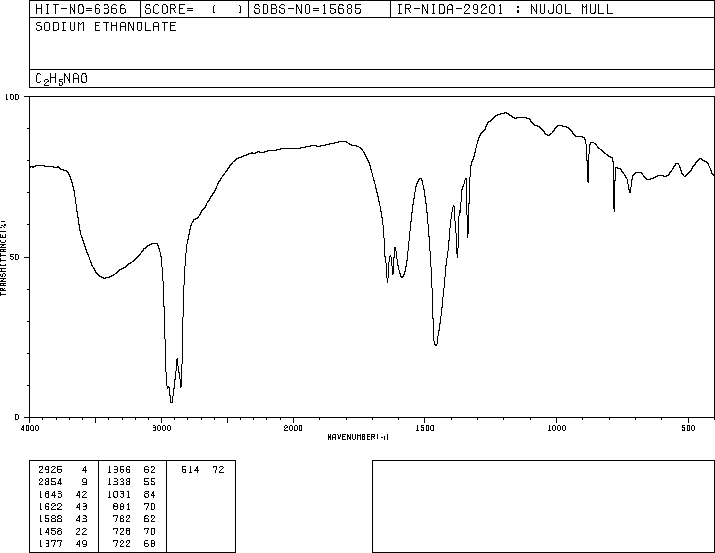 HIT-NO=6366 SCORE= ( ) SDBS-NO=15685 IR-NIDA-29201 : NUJOL MULL
SODIUM ETHANOLATE
C2H5NAO
100
50
0
TRANSMITTANCE(%)
4000 3000 2000 1500 1000 500
WAVENUMBER(-1)
2925 4 1366 62 514 72
2854 9 1338 55
1643 42 1031 84
1622 43 881 70
1588 43 782 62
1456 22 728 70
1377 49 722 68